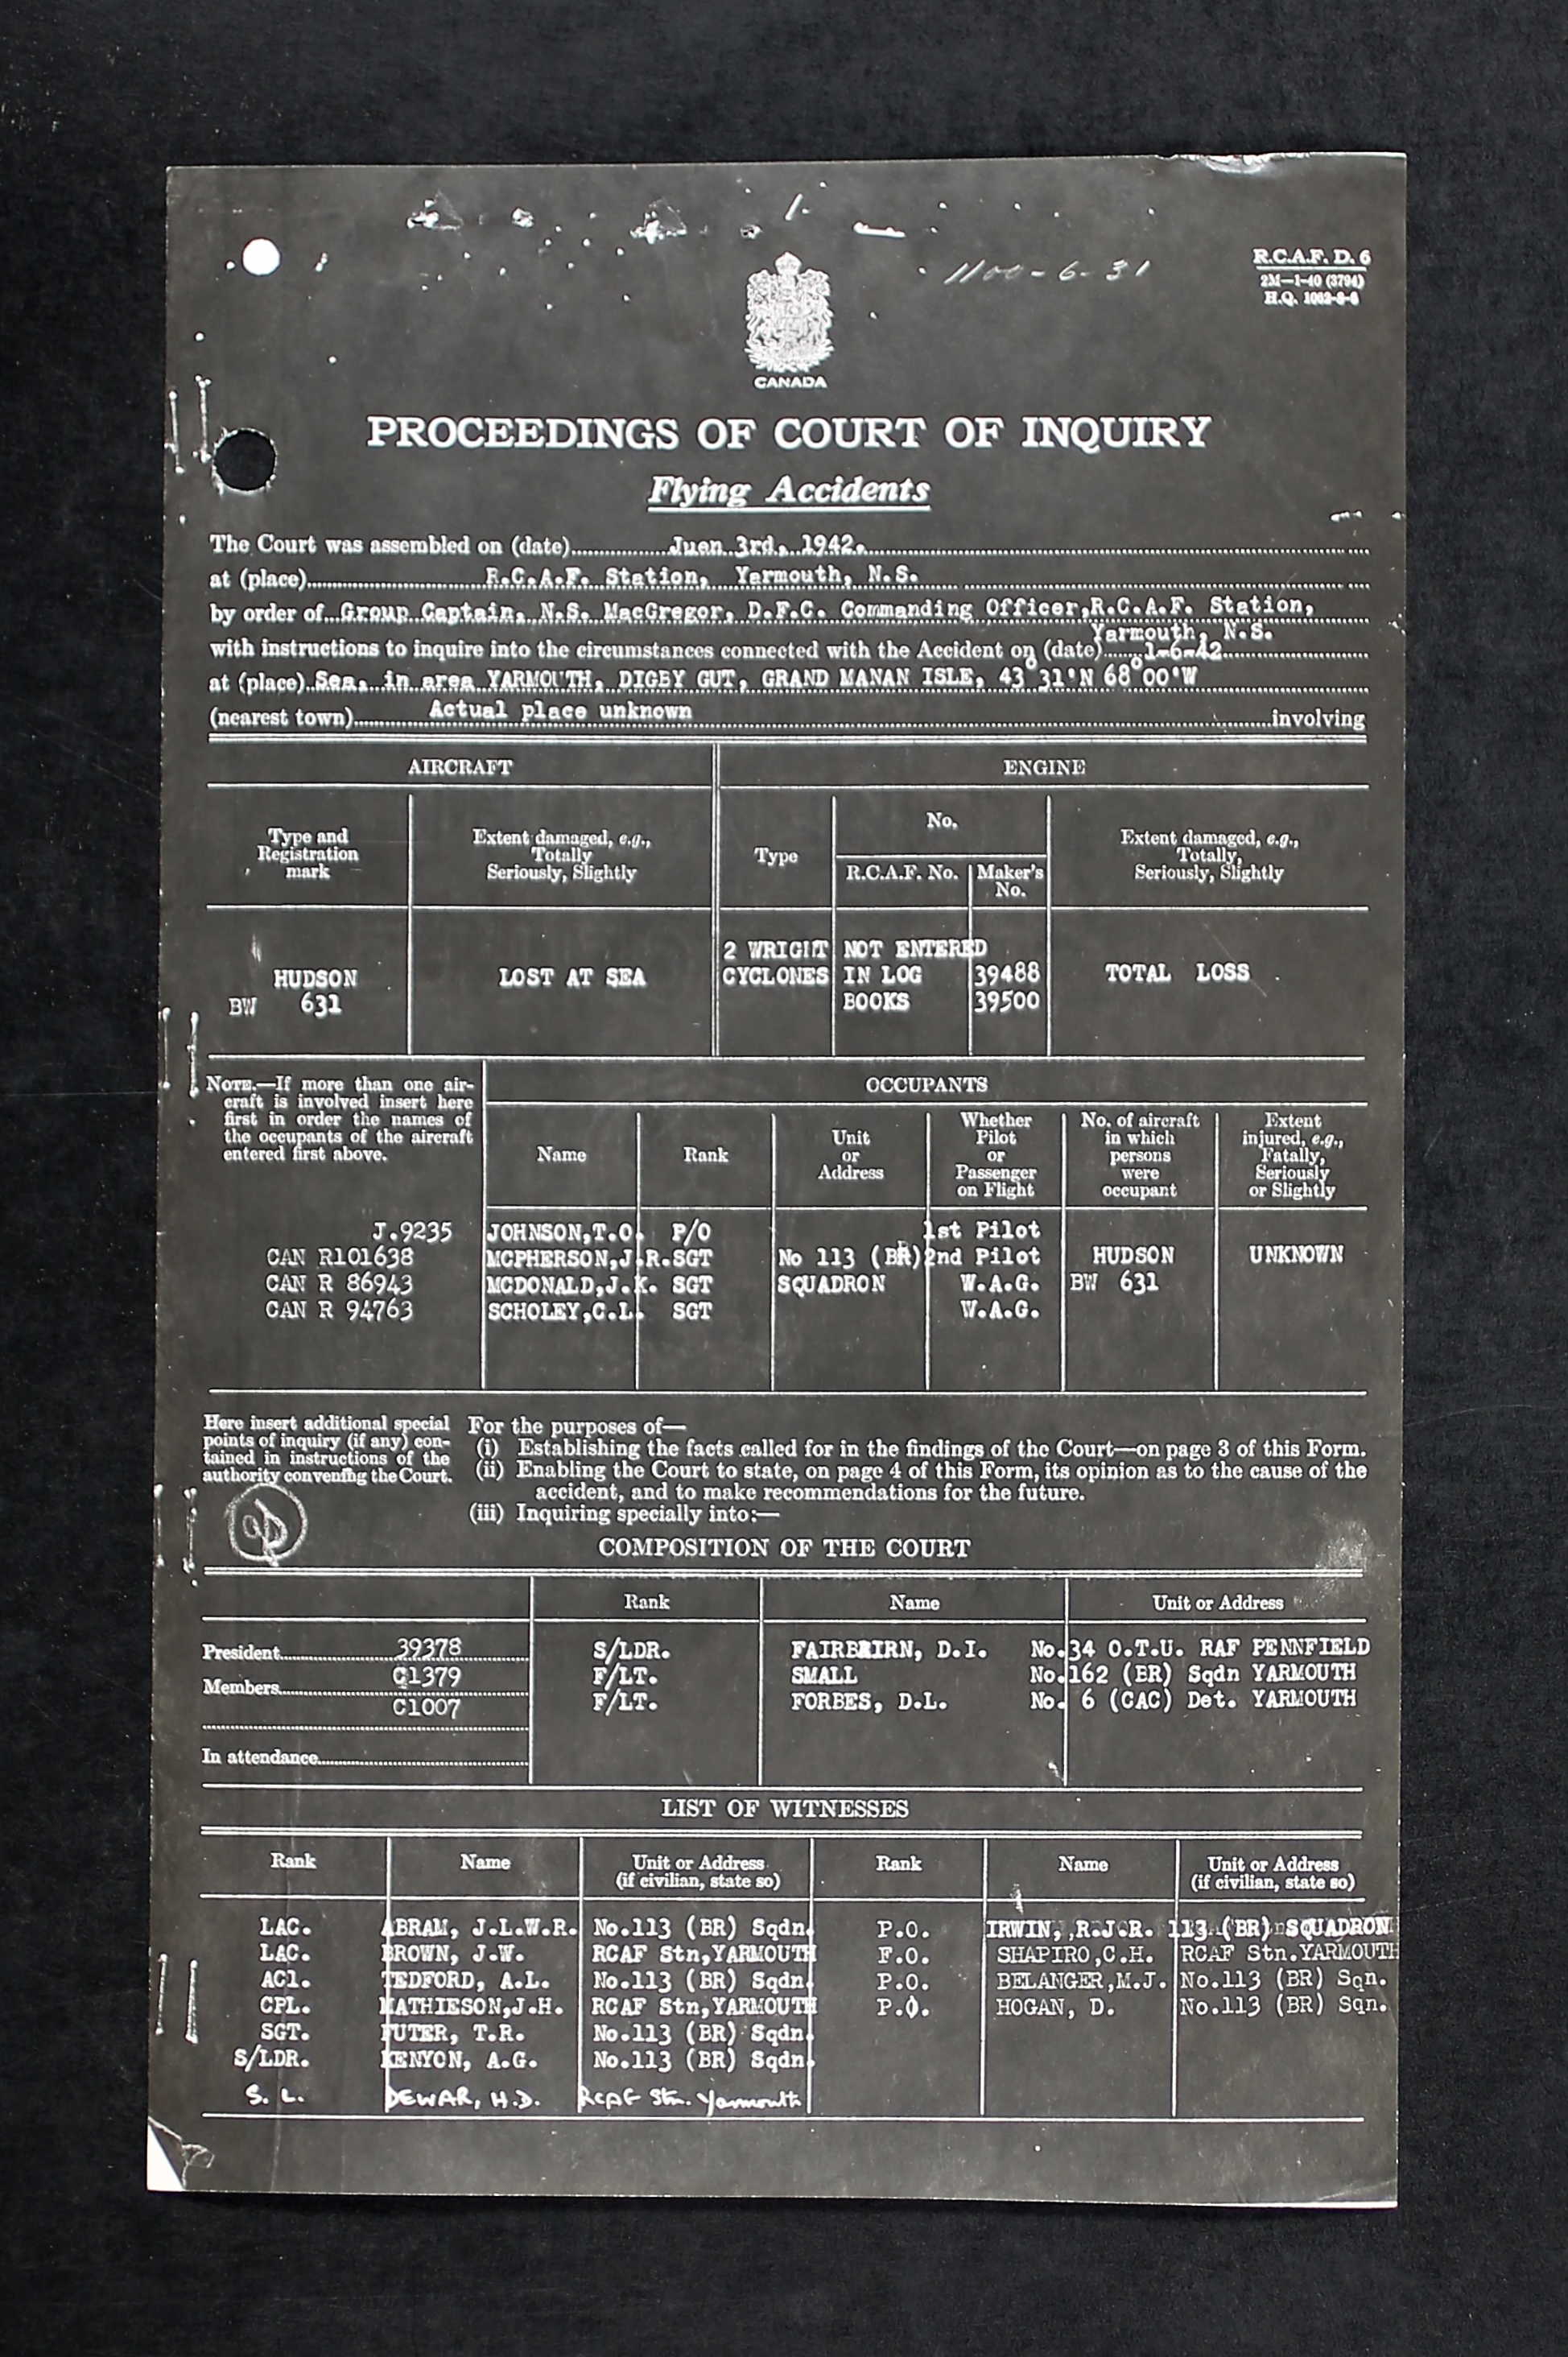 1100-6-31
R.C.A.F. D. 6
2M—1-40 (3794)
H.Q. 1062-8-6
CANADA
PROCEEDINGS OF COURT OF INQUIRY
Flying Accidents
The Court was assembled on (date) Juen 3rd, 1942.
at (place) R.C.A.F. Station, Yarmouth, N.S.
by order of Group Captain, N.S. MacGregor, D.F.C. Commanding Officer, R.C.A.F. Station,
Yarmouth, N.S.
with instructions to inquire into the circumstances connected with the Accident on (date) 1-6-42
at (place) Sea, in area YARMOUTH, DIGBY GUT, GRAND MANAN ISLE, 43°31'N 68°00'W
(nearest town) Actual place unknown involving
AIRCRAFT ENGINE
Type and Registration mark Extent damaged, e.g., Totally Seriously, Slightly Type No. R.C.A.F. No. Maker's No. Extent damaged, e.g., Totally, Seriously, Slightly
2 WRIGHT NOT ENTERED
HUDSON LOST AT SEA CYCLONES IN LOG 39488 TOTAL LOSS
BW 631 BOOKS 39500
NOTE.—If more than one air-
craft is involved insert here
first in order the names of
the occupants of the aircraft
entered first above.
OCCUPANTS
Name Rank Unit or Address Whether Pilot or Passenger on Flight No. of aircraft in which persons were occupant Extent injured, e.g., Fatally, Seriously or Slightly
J.9235 JOHNSON,T.O. P/O 1st Pilot
CAN R101638 MCPHERSON,J.R. SGT No 113 (BR) 2nd Pilot HUDSON UNKNOWN
CAN R 86943 MCDONALD,J.K. SGT SQUADRON W.A.G. BW 631
CAN R 94763 SCHOLEY,C.L. SGT W.A.G.
Here insert additional special
points of inquiry (if any) con-
tained in instructions of the
authority convening the Court.
For the purposes of—
(i) Establishing the facts called for in the findings of the Court—on page 3 of this Form.
(ii) Enabling the Court to state, on page 4 of this Form, its opinion as to the cause of the
accident, and to make recommendations for the future.
(iii) Inquiring specially into:—
COMPOSITION OF THE COURT
Rank Name Unit or Address
President 39378 S/LDR. FAIRBAIRN, D.I. No.34 O.T.U. RAF PENNFIELD
Members C1379 F/LT. SMALL No.162 (BR) Sqdn YARMOUTH
C1007 F/LT. FORBES, D.L. No. 6 (CAC) Det. YARMOUTH
In attendance
LIST OF WITNESSES
Rank Name Unit or Address (if civilian, state so) Rank Name Unit or Address (if civilian, state so)
LAC. ABRAM, J.L.W.R. No.113 (BR) Sqdn. P.O. IRWIN, R.J.R. 113 (BR) SQUADRON
LAC. BROWN, J.W. RCAF Stn,YARMOUTH F.O. SHAPIRO,C.H. RCAF Stn.YARMOUTH
AC1. TEDFORD, A.L. No.113 (BR) Sqdn. P.O. BELANGER,M.J. No.113 (BR) Sqn.
CPL. MATHIESON,J.H. RCAF Stn,YARMOUTH P.O. HOGAN, D. No.113 (BR) Sqn.
SGT. FUTER, T.R. No.113 (BR) Sqdn.
S/LDR. KENYON, A.G. No.113 (BR) Sqdn.
S. L. DEWAR, H.D. RCAF Stn. Yarmouth